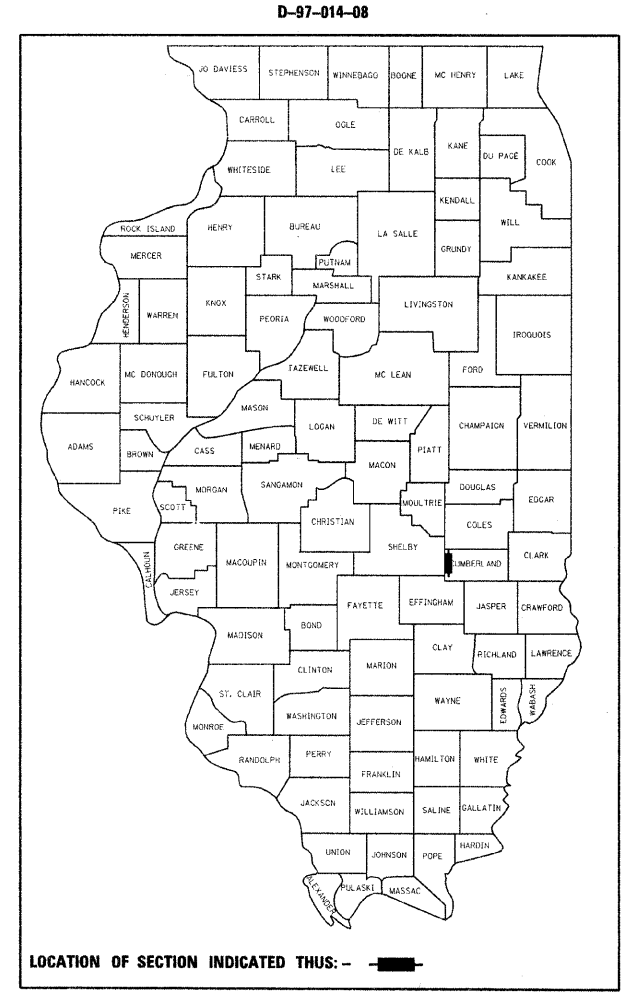 D-97-014-08
JO DAVIESS STEPHENSON WINNEBAGO BOONE MC HENRY LAKE
CARROLL OGLE
DE KALB KANE DU PAGE COOK
WHITESIDE LEE
KENDALL
ROCK ISLAND HENRY BUREAU LA SALLE WILL
GRUNDY
MERCER PUTNAM
STARK MARSHALL KANKAKEE
HENDERSON WARREN KNOX PEORIA WOODFORD LIVINGSTON
IROQUOIS
HANCOCK MC DONOUGH FULTON TAZEWELL MC LEAN FORD
MASON
SCHUYLER LOGAN DE WITT CHAMPAIGN VERMILION
ADAMS BROWN CASS MENARD PIATT
MACON
MORGAN SANGAMON DOUGLAS
PIKE SCOTT MOULTRIE EDGAR
CHRISTIAN COLES
CALHOUN GREENE MACOUPIN MONTGOMERY SHELBY UMBERLAND CLARK
JERSEY
FAYETTE EFFINGHAM JASPER CRAWFORD
MADISON BOND
CLAY RICHLAND LAWRENCE
CLINTON MARION
ST. CLAIR WAYNE EDWARDS WABASH
MONROE WASHINGTON JEFFERSON
RANDOLPH PERRY HAMILTON WHITE
FRANKLIN
JACKSON WILLIAMSON SALINE GALLATIN
UNION JOHNSON POPE HARDIN
ALEXANDER PULASKI MASSAC
LOCATION OF SECTION INDICATED THUS: -